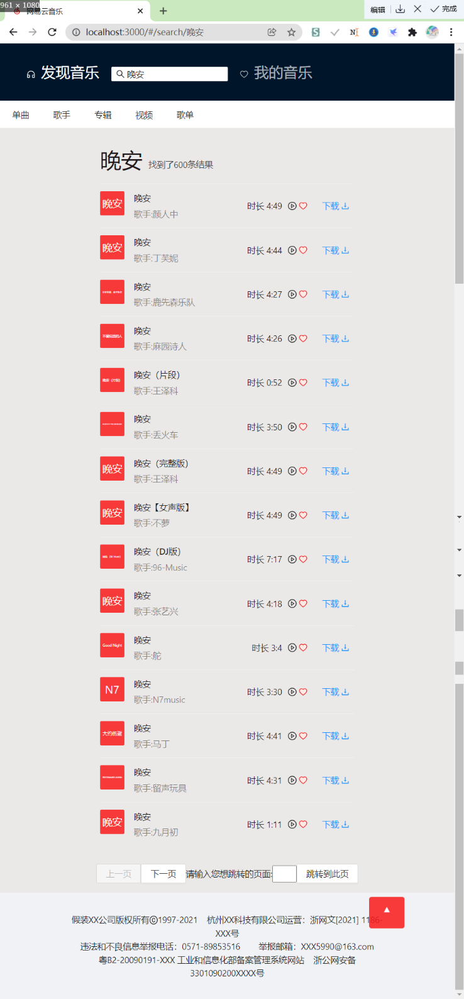 961 × 1080
网易云音乐
编辑
完成
localhost:3000/#/search/晚安
发现音乐
晚安
我的音乐
单曲 歌手 专辑 视频 歌单
晚安 找到了600条结果
晚安
晚安
时长 4:49
下载
歌手:颜人中
晚安
晚安
时长 4:44
下载
歌手:丁芙妮
晚安
时长 4:27
下载
歌手:鹿先森乐队
不爱玩逗的人
晚安
时长 4:26
下载
歌手:麻园诗人
晚安（片段）
晚安（片段）
时长 0:52
下载
歌手:王泽科
晚安
时长 3:50
下载
歌手:丢火车
晚安
晚安（完整版）
时长 4:49
下载
歌手:王泽科
晚安
晚安【女声版】
时长 4:49
下载
歌手:不萝
晚安（DJ版）
时长 7:17
下载
歌手:96-Music
晚安
晚安
时长 4:18
下载
歌手:张艺兴
Good Night
晚安
时长 3:4
下载
歌手:舵
N7
晚安
时长 3:30
下载
歌手:N7music
大约伤避
晚安
时长 4:41
下载
歌手:马丁
晚安
时长 4:31
下载
歌手:留声玩具
晚安
晚安
时长 1:11
下载
歌手:九月初
上一页 下一页 请输入您想跳转的页面: 跳转到此页
假装XX公司版权所有©1997-2021 杭州XX科技有限公司运营：浙网文[2021] 1186-
XXX号
违法和不良信息举报电话：0571-89853516 举报邮箱：XXX5990@163.com
粤B2-20090191-XXX 工业和信息化部备案管理系统网站 浙公网安备
3301090200XXXX号